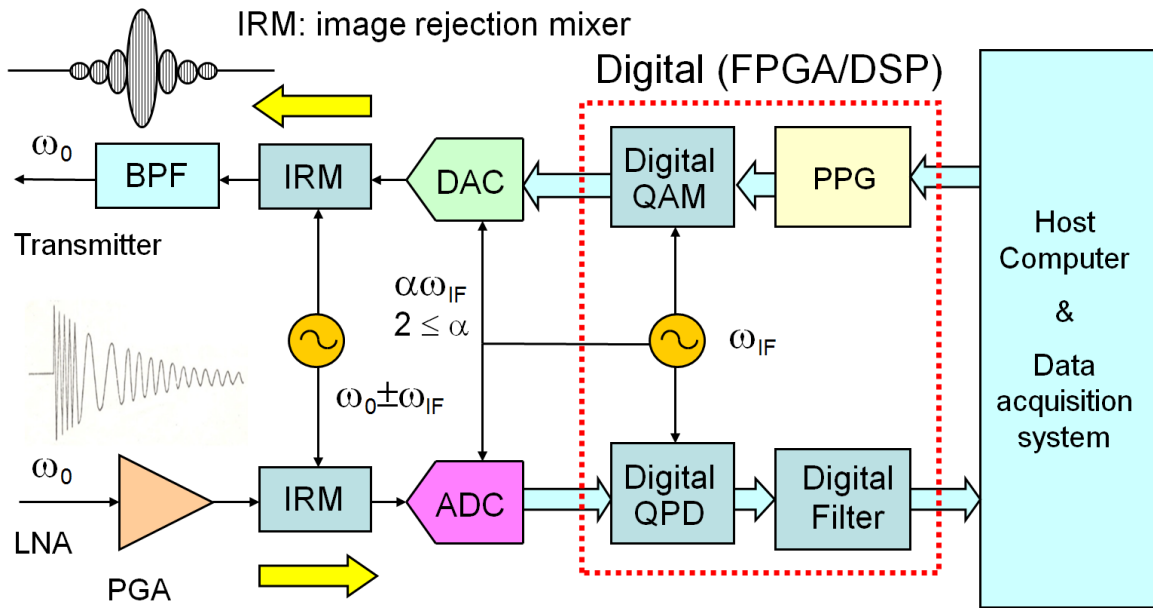 IRM: image rejection mixer
Digital (FPGA/DSP)
ω0
BPF
IRM
DAC
Digital
QAM
PPG
Transmitter
αωIF
2 ≤ α
ωIF
ω0±ωIF
Host
Computer
&
Data
acquisition
system
ω0
LNA
PGA
IRM
ADC
Digital
QPD
Digital
Filter